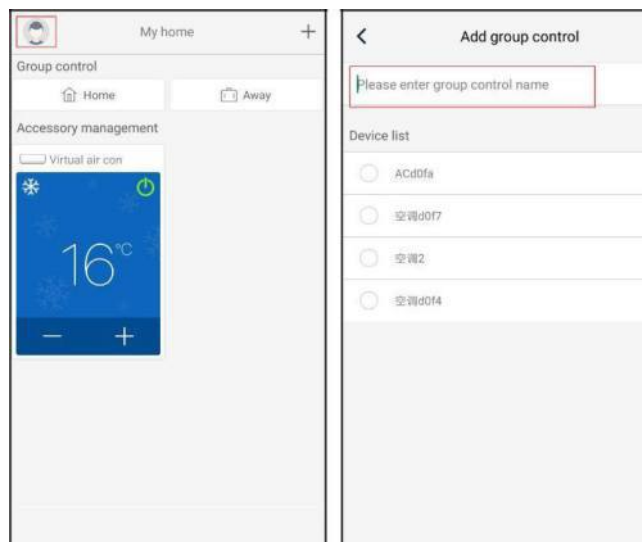 My home
+
Group control
Home
Away
Accessory management
Virtual air con
16°C
— +
Add group control
Please enter group control name
Device list
ACd0fa
空调d0f7
空调2
空调d0f4